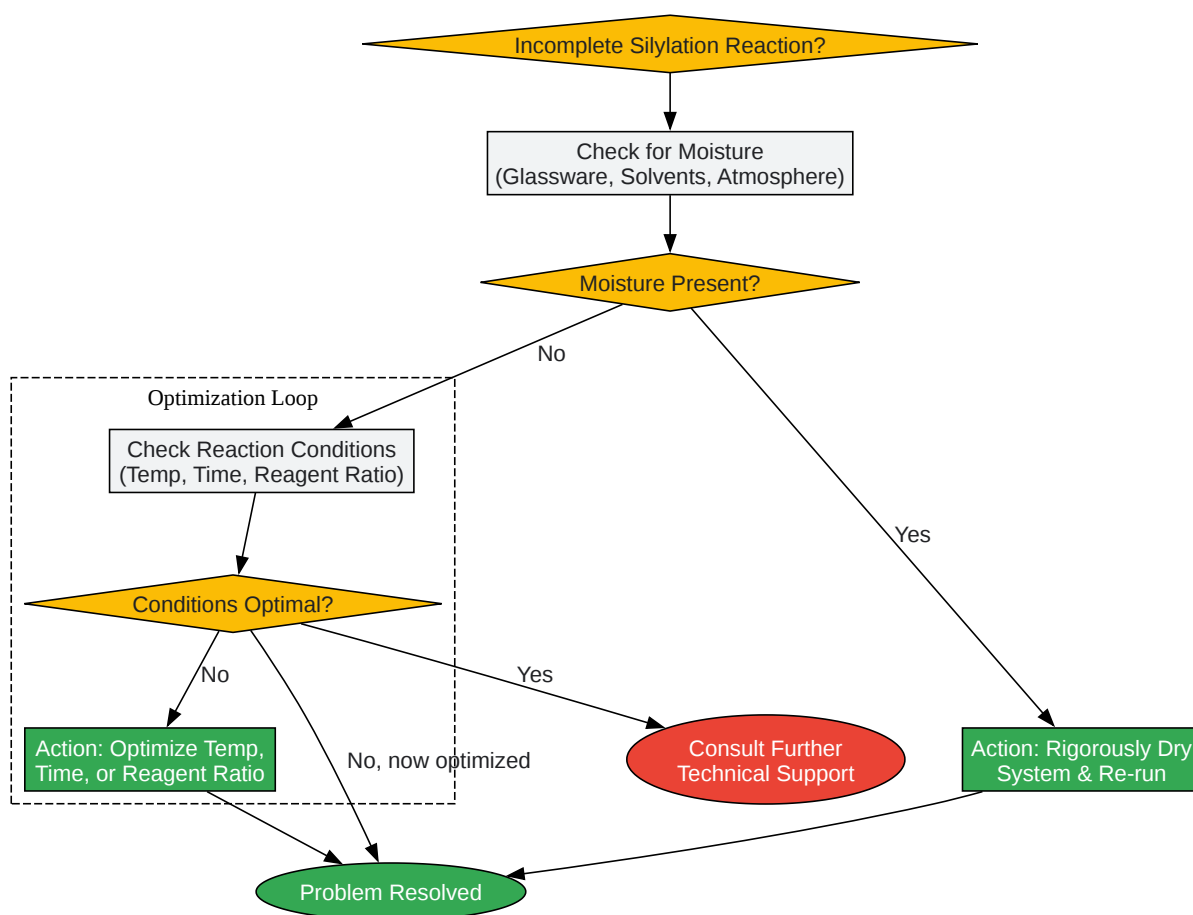 Incomplete Silylation Reaction?
Check for Moisture
(Glassware, Solvents, Atmosphere)
Moisture Present?
No
Optimization Loop
Check Reaction Conditions
(Temp, Time, Reagent Ratio)
Yes
Conditions Optimal?
No
Yes
Action: Optimize Temp,
Time, or Reagent Ratio
No, now optimized
Consult Further
Technical Support
Action: Rigorously Dry
System & Re-run
Problem Resolved